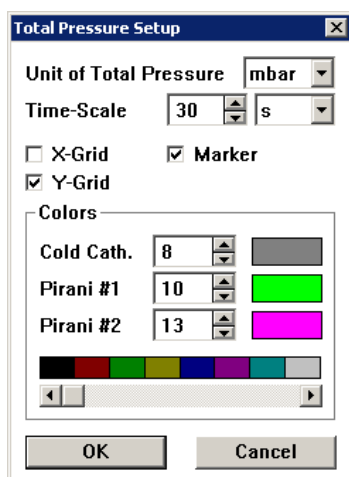 Total Pressure Setup
Unit of Total Pressure mbar
Time-Scale 30 s
X-Grid Marker
Y-Grid
Colors
Cold Cath. 8
Pirani #1 10
Pirani #2 13
OK Cancel